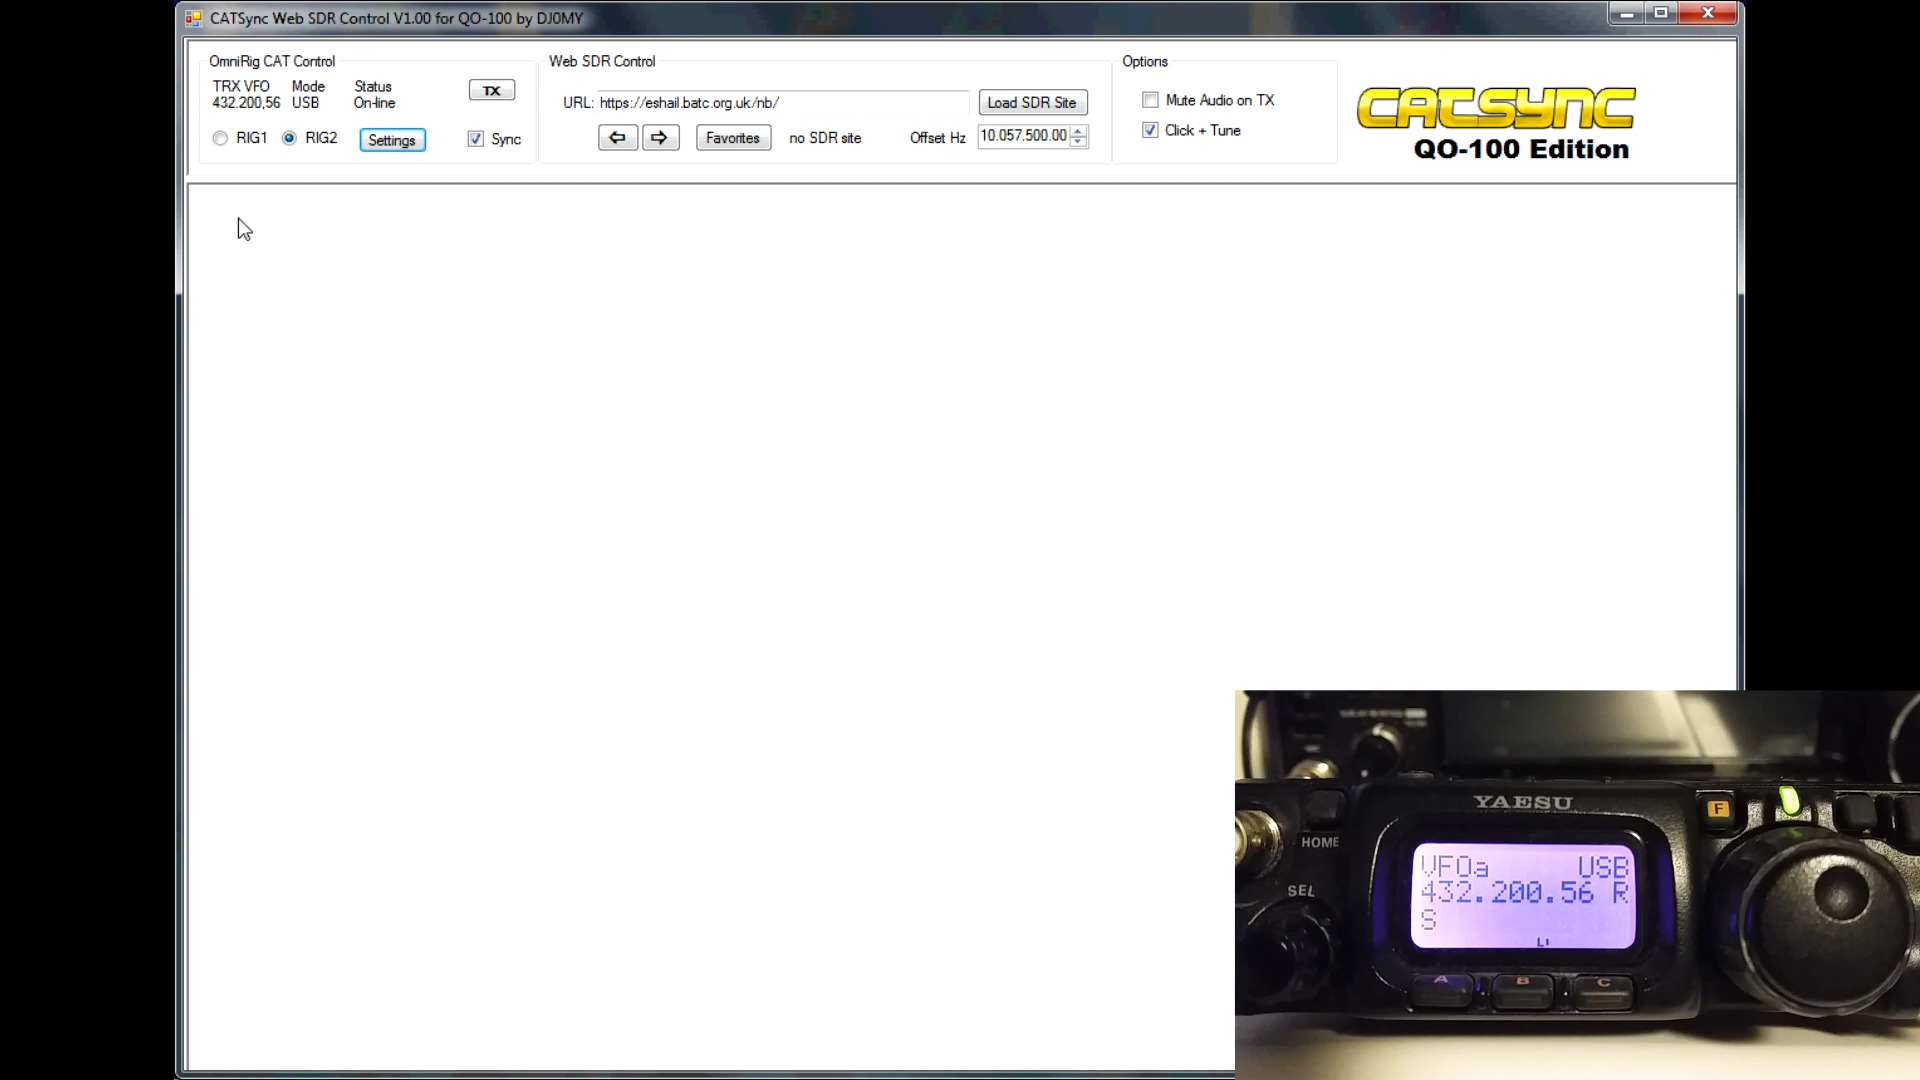 CATSync Web SDR Control V1.00 for QO-100 by DJ0MY
OmniRig CAT Control
TRX VFO Mode Status
432.200,56 USB On-line
TX
RIG1 RIG2 Settings Sync
Web SDR Control
URL: https://eshail.batc.org.uk/nb/ Load SDR Site
Favorites no SDR site Offset Hz 10.057.500.00
Options
Mute Audio on TX
Click + Tune
CATSYNC
QO-100 Edition
YAESU
F
HOME
SEL
VFOa USB
432.200.56 R
S
A B C